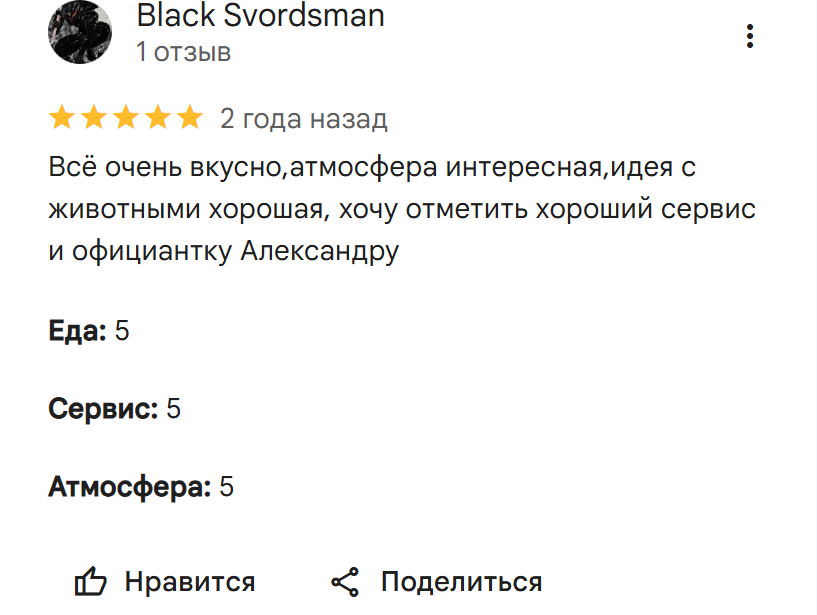 Black Svordsman
1 отзыв
2 года назад
Всё очень вкусно,атмосфера интересная,идея с
животными хорошая, хочу отметить хороший сервис
и официантку Александру
Еда: 5
Сервис: 5
Атмосфера: 5
Нравится
Поделиться